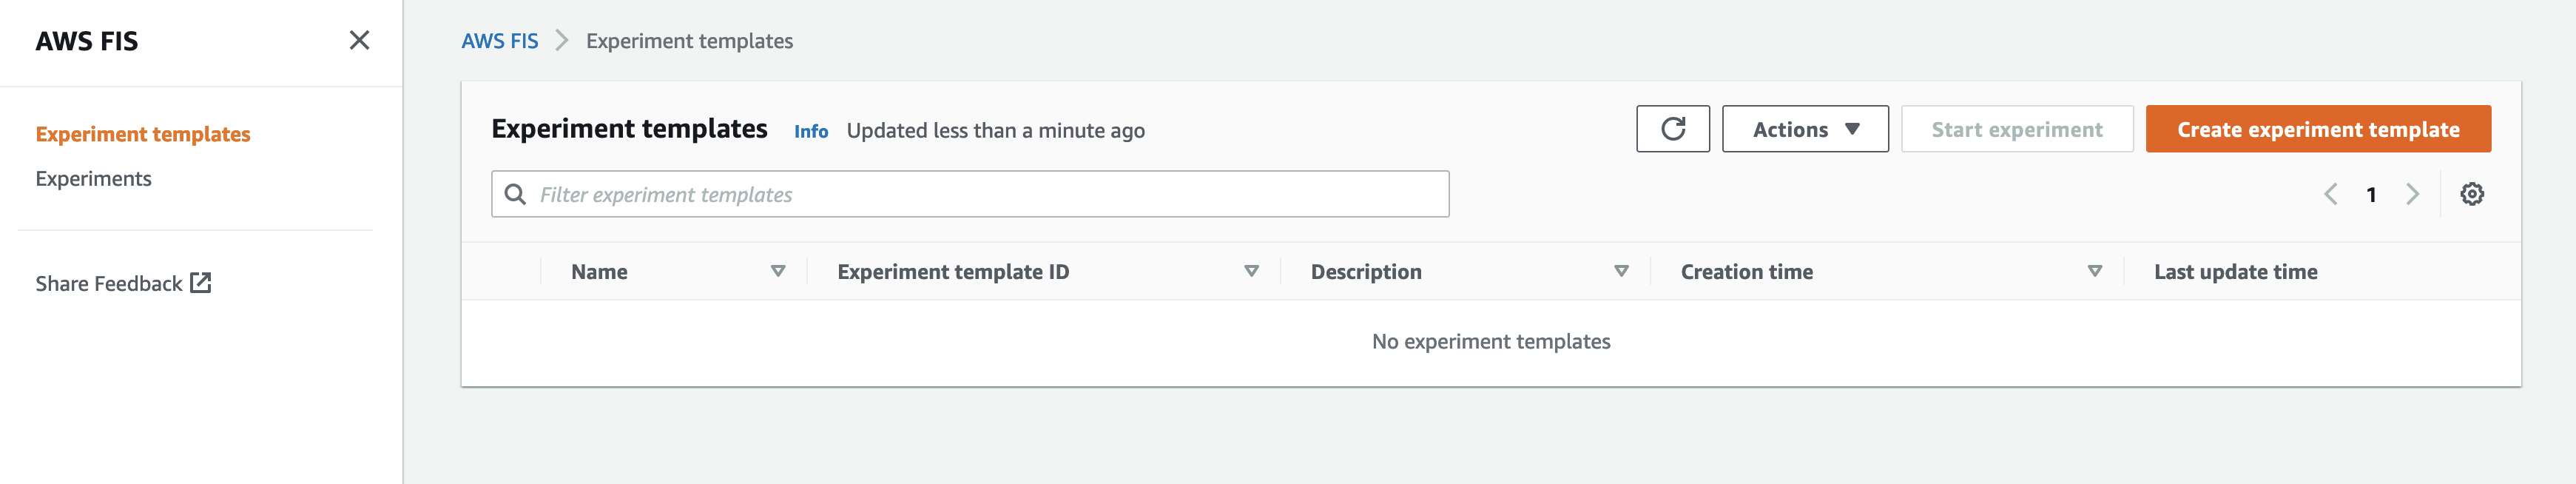 AWS FIS
Experiment templates
Experiments
Share Feedback
AWS FIS Experiment templates
Experiment templates Info Updated less than a minute ago
Actions Start experiment Create experiment template
Filter experiment templates
1
Name Experiment template ID Description Creation time Last update time
No experiment templates